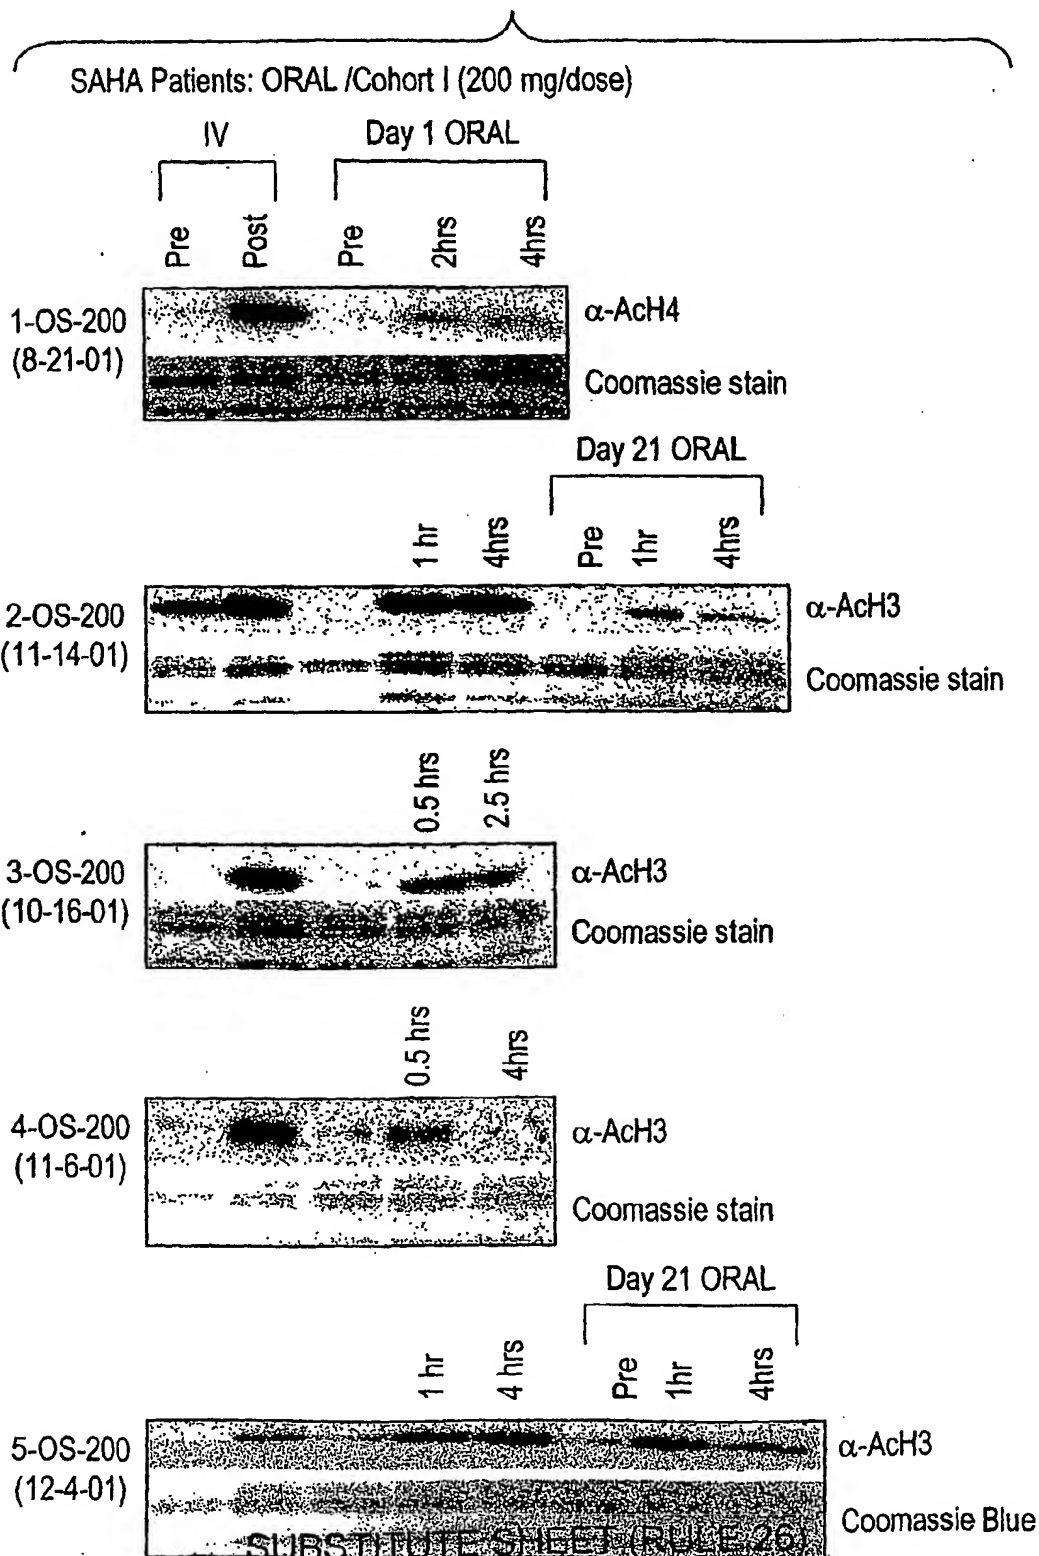 SAHA Patients: ORAL /Cohort I (200 mg/dose)
IV
Day 1 ORAL
Pre
Post
Pre
2hrs
4hrs
1-OS-200
(8-21-01)
α-AcH4
Coomassie stain
Day 21 ORAL
1 hr
4hrs
Pre
1hr
4hrs
2-OS-200
(11-14-01)
α-AcH3
Coomassie stain
0.5 hrs
2.5 hrs
3-OS-200
(10-16-01)
α-AcH3
Coomassie stain
0.5 hrs
4hrs
4-OS-200
(11-6-01)
α-AcH3
Coomassie stain
Day 21 ORAL
1 hr
4 hrs
Pre
1hr
4hrs
5-OS-200
(12-4-01)
α-AcH3
Coomassie Blue
SUBSTITUTE SHEET (RULE 26)